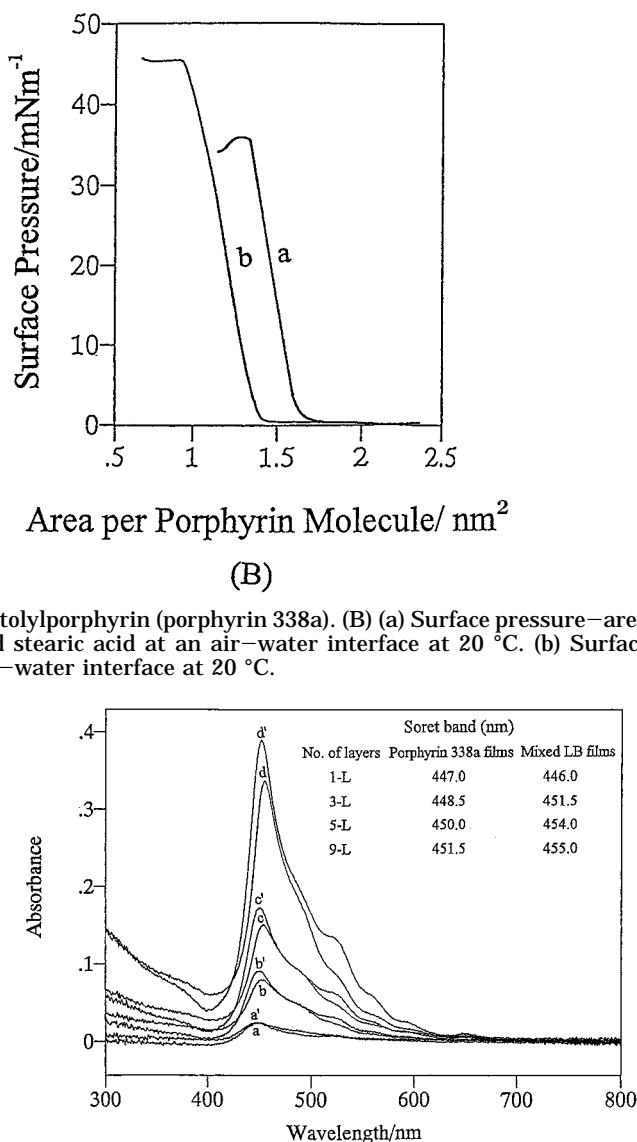 50
40
30
20
10
0
Surface Pressure/mNm-1
b a
.5 1 1.5 2 2.5
Area per Porphyrin Molecule/ nm2
(B)
tolylporphyrin (porphyrin 338a). (B) (a) Surface pressure−area
d stearic acid at an air−water interface at 20 °C. (b) Surfac
−water interface at 20 °C.
.4
.3
.2
.1
0
Absorbance
Soret band (nm)
No. of layers Porphyrin 338a films Mixed LB films
1-L 447.0 446.0
3-L 448.5 451.5
5-L 450.0 454.0
9-L 451.5 455.0
d'
d
c'
c
b'
b
a'
a
300 400 500 600 700 800
Wavelength/nm